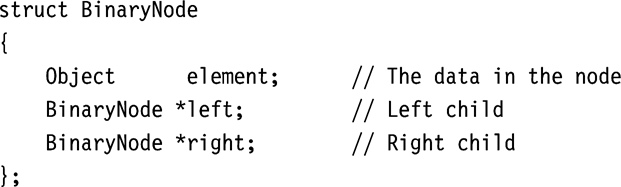 struct BinaryNode
{
    Object      element;      // The data in the node
    BinaryNode *left;         // Left child
    BinaryNode *right;        // Right child
};